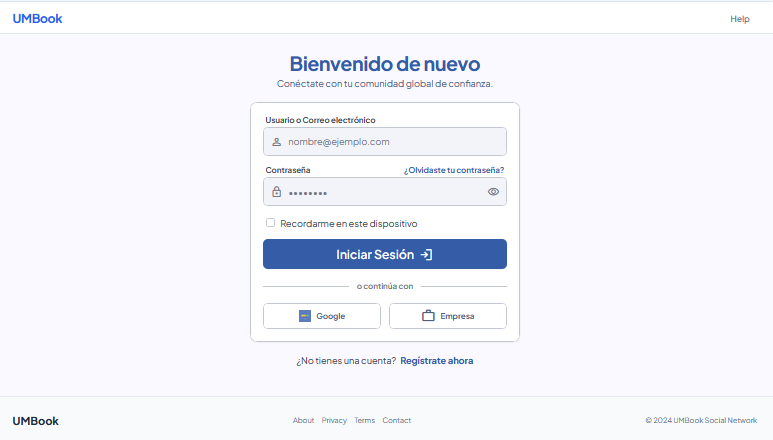 UMBook
Help
Bienvenido de nuevo
Conéctate con tu comunidad global de confianza.
Usuario o Correo electrónico
nombre@ejemplo.com
Contraseña ¿Olvidaste tu contraseña?
••••••••
Recordarme en este dispositivo
Iniciar Sesión
o continúa con
Google
Empresa
¿No tienes una cuenta? Regístrate ahora
UMBook
About Privacy Terms Contact
© 2024 UMBook Social Network